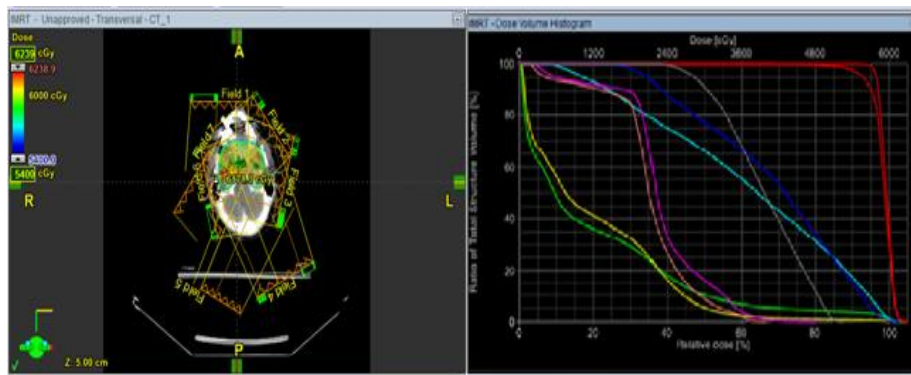 IMRT - Unapproved - Transversal - CT_1
Dose
6239 cGy
6238.9
6000 cGy
5400.0
5400
cGy
A
Field 1
Field 7
R
L
Field 3
Field 5
Field 4
P
Z: 5.00 cm
IMRT - Dose Volume Histogram
Dose [cGy]
0 1200 2400 3600 4800 6000
Ratio of Total Structure Volume [%]
100
80
60
40
20
0
0 20 40 60 80 100
Relative dose [%]